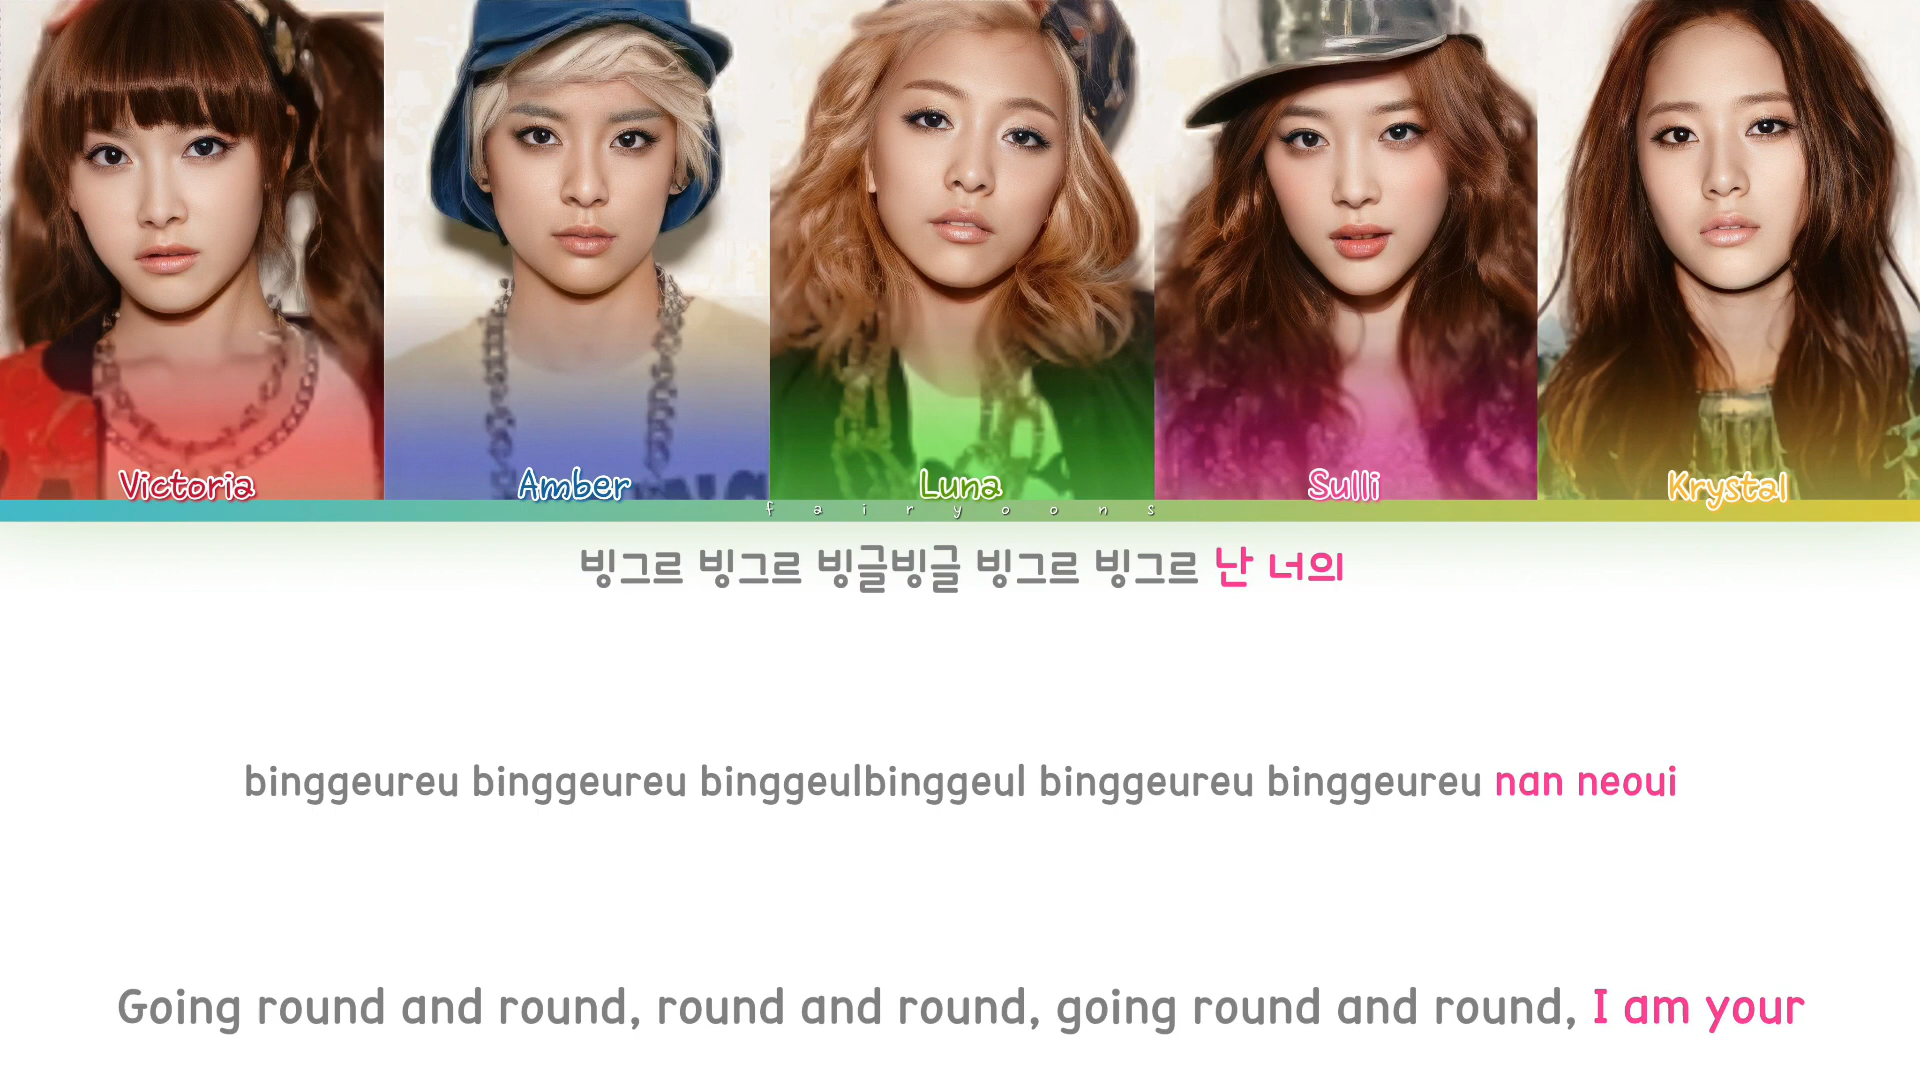 Victoria Amber Luna Sulli Krystal
fairyoons
빙그르 빙그르 빙글빙글 빙그르 빙그르 난 너의
binggeureu binggeureu binggeulbinggeul binggeureu binggeureu nan neoui
Going round and round, round and round, going round and round, I am your